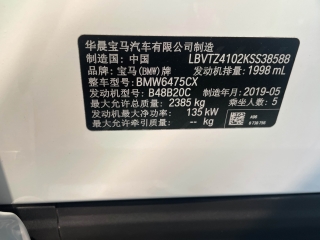 华晨宝马汽车有限公司制造
制造国：中国 LBVTZ4102KSS38588
品牌：宝马(BMW)牌 发动机排量：1998 mL
整车型号：BMW6475CX
发动机型号：B48B20C 制造年月：2019-05
最大允许总质量：2385 kg 乘坐人数：5
发动机最大净功率：135 kW
最大允许牵引质量：-- kg